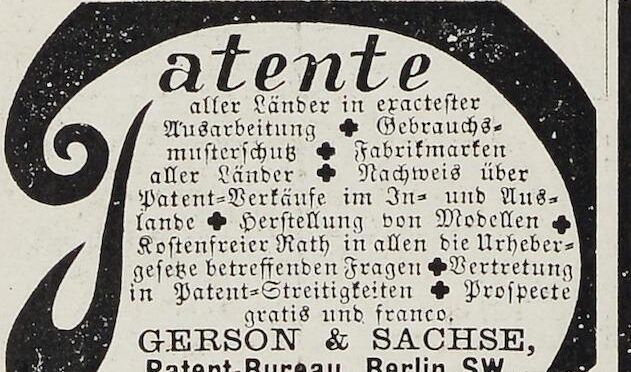 Patente
aller Länder in exactester
Ausarbeitung ✚ Gebrauchs-
musterschutz ✚ Fabrikmarken
aller Länder ✚ Nachweis über
Patent-Verkäufe im In- und Aus-
lande ✚ Herstellung von Modellen ✚
Kostenfreier Rath in allen die Urheber-
gesetze betreffenden Fragen ✚ Vertretung
in Patent-Streitigkeiten ✚ Prospecte
gratis und franco.
GERSON & SACHSE,
Patent-Bureau, Berlin SW.